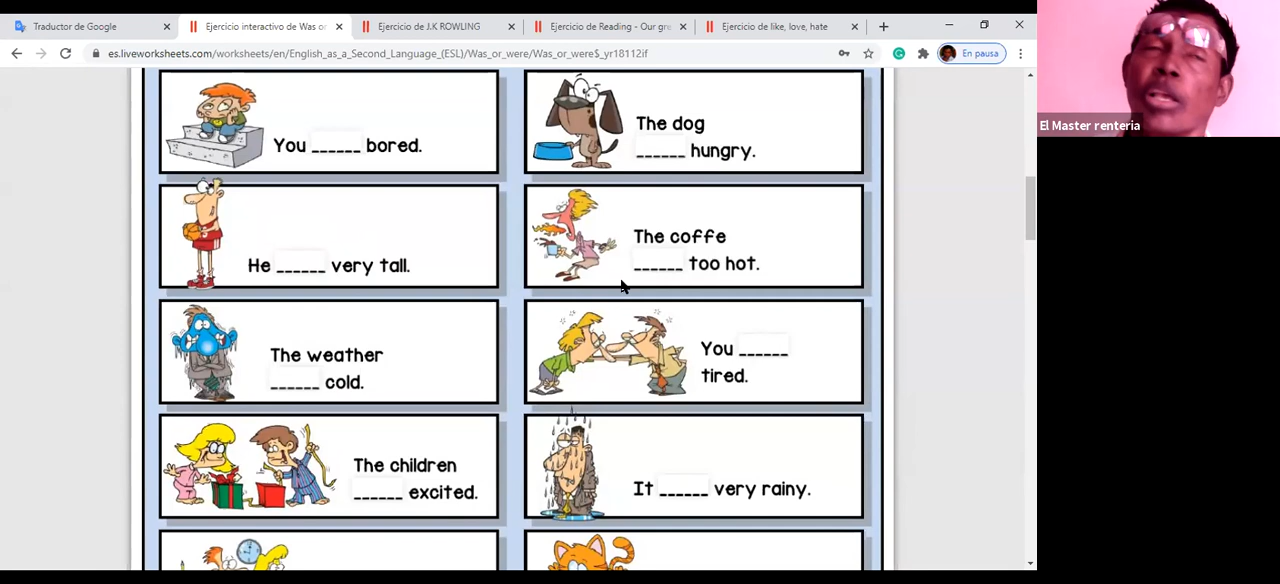 Traductor de Google
Ejercicio interactivo de Was or
Ejercicio de J.K ROWLING
Ejercicio de Reading - Our gre
Ejercicio de like, love, hate
es.liveworksheets.com/worksheets/en/English_as_a_Second_Language_(ESL)/Was_or_were/Was_or_were$_yr18112if
En pausa
El Master renteria
You ______ bored.
The dog
______ hungry.
He ______ very tall.
The coffe
______ too hot.
The weather
______ cold.
You ______
tired.
The children
______ excited.
It ______ very rainy.